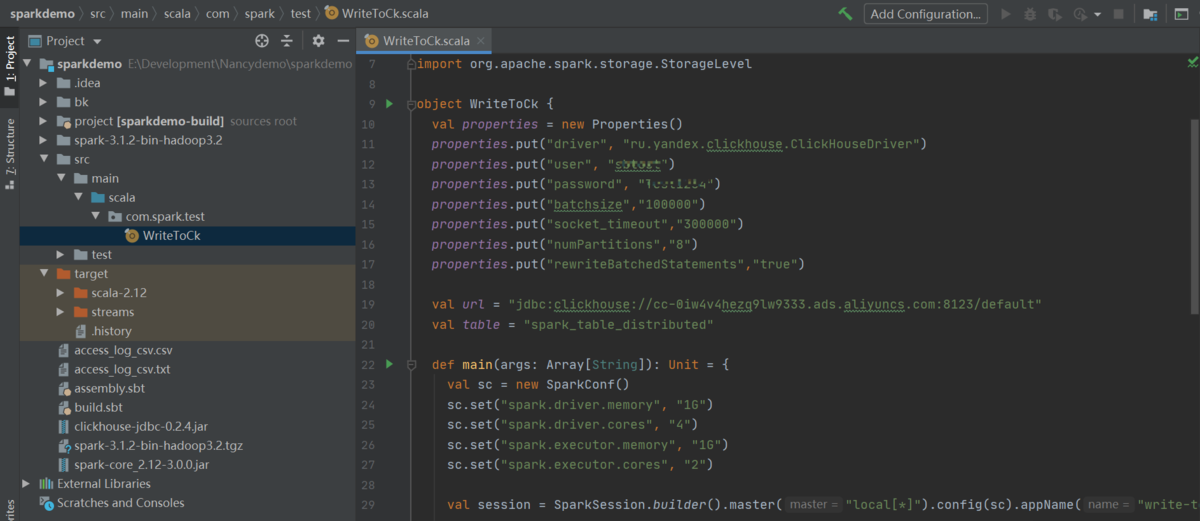 sparkdemo › src › main › scala › com › spark › test › WriteToCk.scala
Add Configuration...
1: Project
7: Structure
Project
sparkdemo E:\Development\Nancydemo\sparkdemo
.idea
bk
project [sparkdemo-build] sources root
spark-3.1.2-bin-hadoop3.2
src
main
scala
com.spark.test
WriteToCk
test
target
scala-2.12
streams
.history
access_log_csv.csv
access_log_csv.txt
assembly.sbt
build.sbt
clickhouse-jdbc-0.2.4.jar
spark-3.1.2-bin-hadoop3.2.tgz
spark-core_2.12-3.0.0.jar
External Libraries
Scratches and Consoles
WriteToCk.scala
7 import org.apache.spark.storage.StorageLevel
8
9 object WriteToCk {
10 val properties = new Properties()
11 properties.put("driver", "ru.yandex.clickhouse.ClickHouseDriver")
12 properties.put("user", "")
13 properties.put("password", "")
14 properties.put("batchsize","100000")
15 properties.put("socket_timeout","300000")
16 properties.put("numPartitions","8")
17 properties.put("rewriteBatchedStatements","true")
18
19 val url = "jdbc:clickhouse://cc-0iw4v4hezq9lw9333.ads.aliyuncs.com:8123/default"
20 val table = "spark_table_distributed"
21
22 def main(args: Array[String]): Unit = {
23 val sc = new SparkConf()
24 sc.set("spark.driver.memory", "1G")
25 sc.set("spark.driver.cores", "4")
26 sc.set("spark.executor.memory", "1G")
27 sc.set("spark.executor.cores", "2")
28
29 val session = SparkSession.builder().master( master = "local[*]").config(sc).appName( name = "write-t